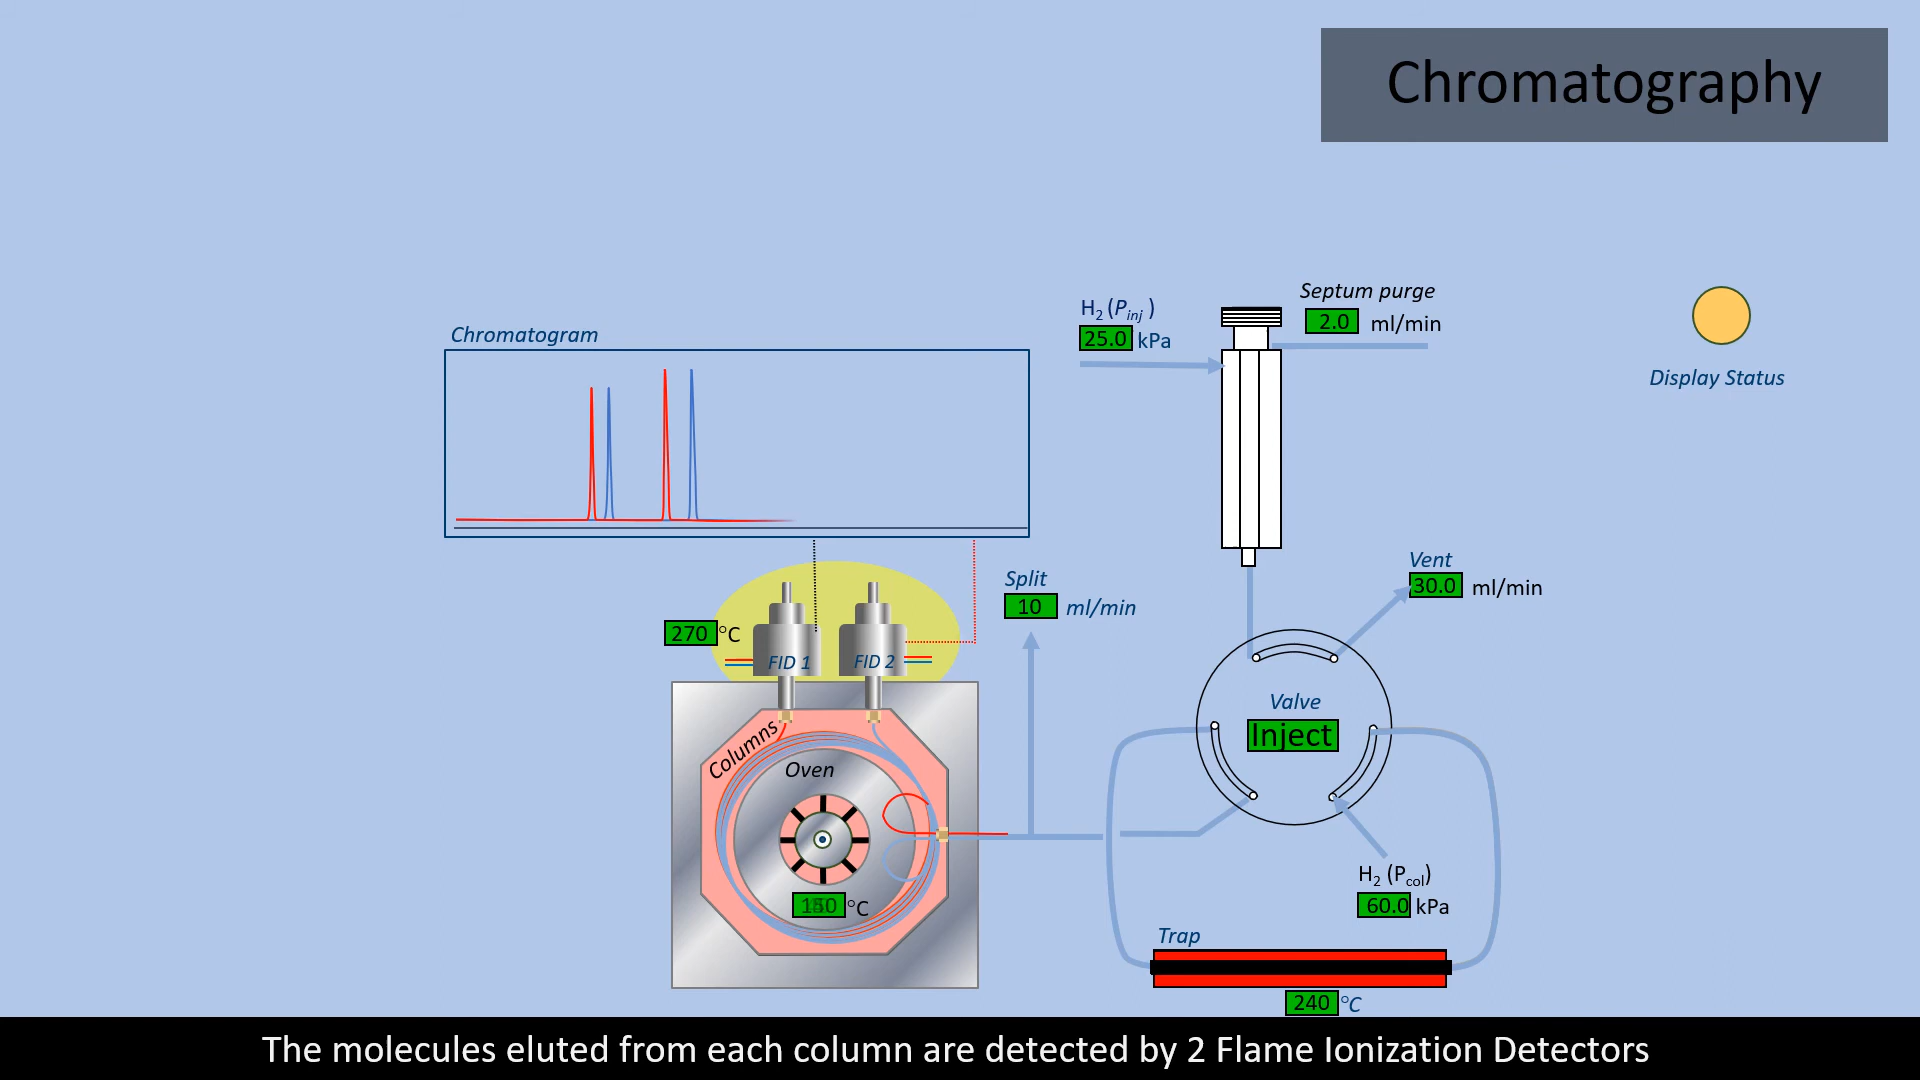 Chromatography
Septum purge
2.0 ml/min
H2 (Pinj )
25.0 kPa
Chromatogram
Display Status
Vent
30.0 ml/min
Split
10 ml/min
270 °C
FID 1
FID 2
Valve
Inject
Columns
Oven
°C
H2 (Pcol)
60.0 kPa
Trap
240 °C
The molecules eluted from each column are detected by 2 Flame Ionization Detectors